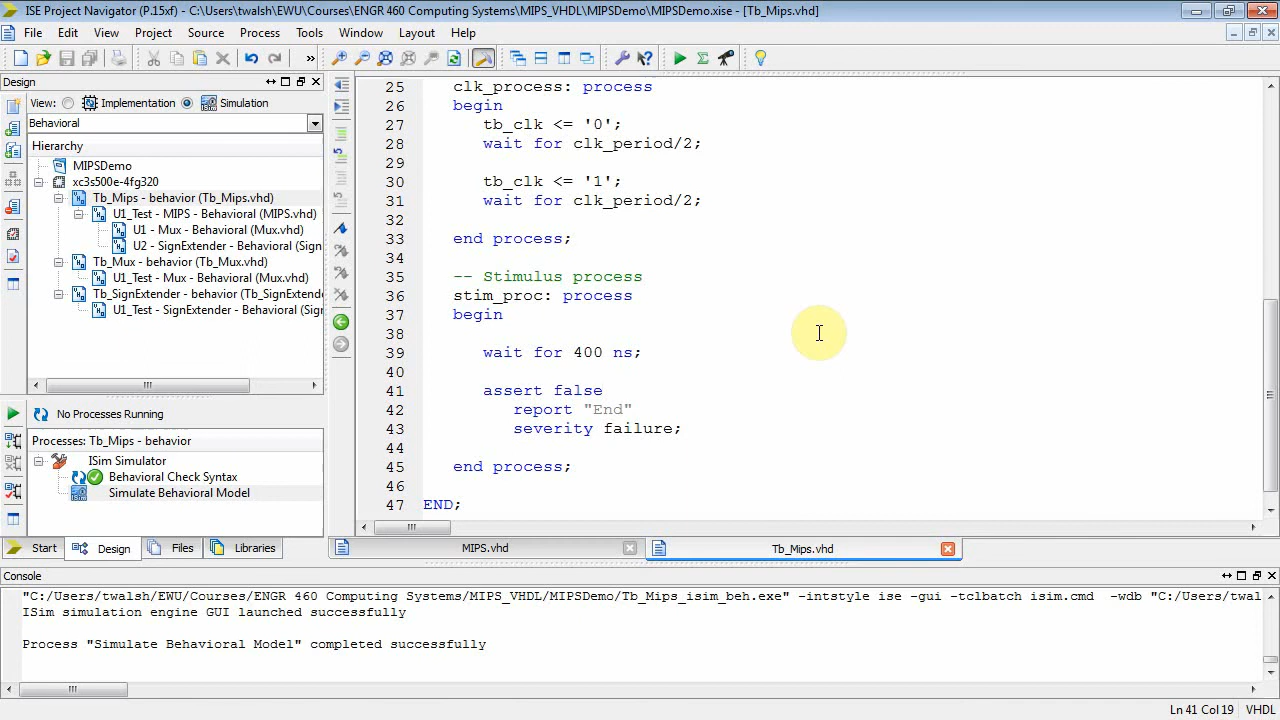 ISE Project Navigator (P.15xf) - C:\Users\twalsh\EWU\Courses\ENGR 460 Computing Systems\MIPS_VHDL\MIPSDemo\MIPSDemo.xise - [Tb_Mips.vhd]
File Edit View Project Source Process Tools Window Layout Help
»
Design
View: Implementation Simulation
Behavioral
Hierarchy
MIPSDemo
xc3s500e-4fg320
Tb_Mips - behavior (Tb_Mips.vhd)
U1_Test - MIPS - Behavioral (MIPS.vhd)
U1 - Mux - Behavioral (Mux.vhd)
U2 - SignExtender - Behavioral (Sign
Tb_Mux - behavior (Tb_Mux.vhd)
U1_Test - Mux - Behavioral (Mux.vhd)
Tb_SignExtender - behavior (Tb_SignExtende
U1_Test - SignExtender - Behavioral (Sig
No Processes Running
Processes: Tb_Mips - behavior
ISim Simulator
Behavioral Check Syntax
Simulate Behavioral Model
Start Design Files Libraries
25 clk_process: process
26 begin
27 tb_clk <= '0';
28 wait for clk_period/2;
29
30 tb_clk <= '1';
31 wait for clk_period/2;
32
33 end process;
34
35 -- Stimulus process
36 stim_proc: process
37 begin
38
39 wait for 400 ns;
40
41 assert false
42 report "End"
43 severity failure;
44
45 end process;
46
47 END;
MIPS.vhd Tb_Mips.vhd
Console
"C:/Users/twalsh/EWU/Courses/ENGR 460 Computing Systems/MIPS_VHDL/MIPSDemo/Tb_Mips_isim_beh.exe" -intstyle ise -gui -tclbatch isim.cmd -wdb "C:/Users/twal
ISim simulation engine GUI launched successfully
Process "Simulate Behavioral Model" completed successfully
Ln 41 Col 19 VHDL